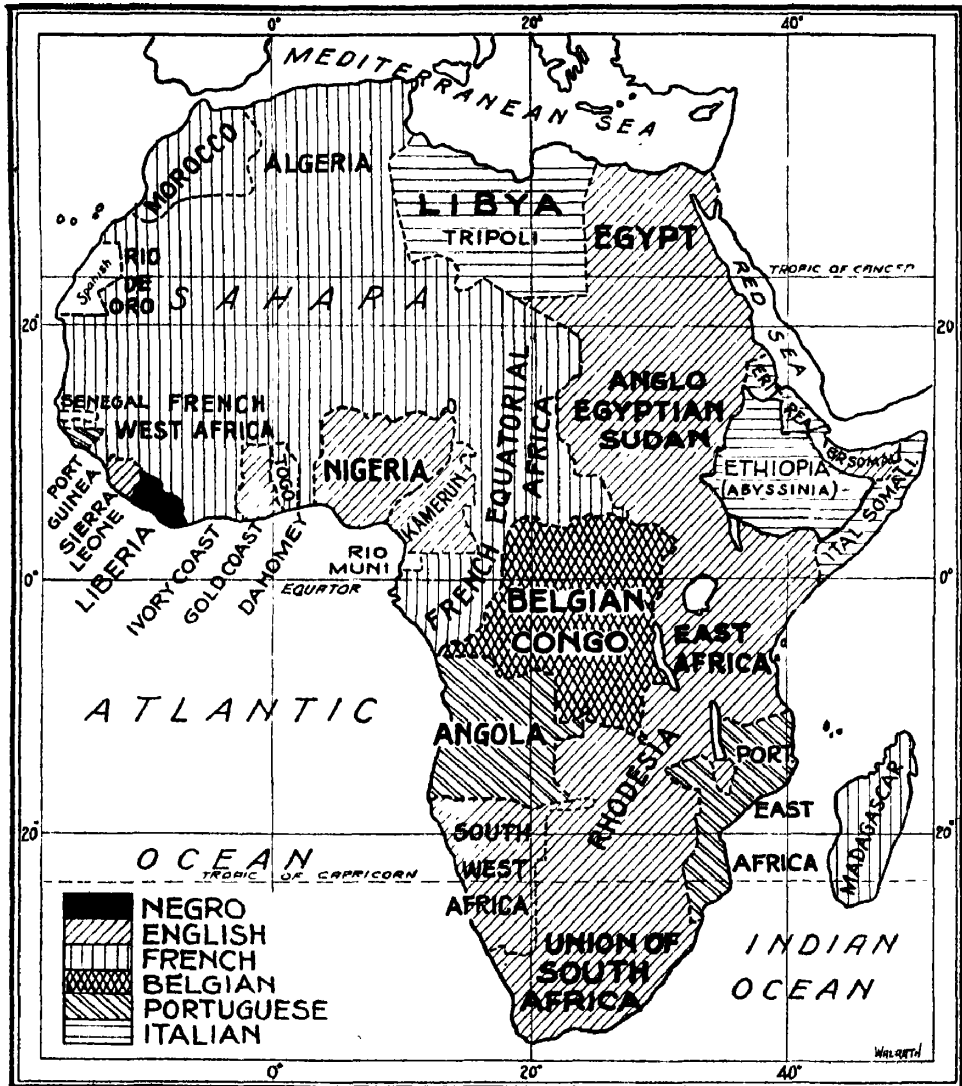 0° 20° 40°
MEDITERRANEAN SEA
MOROCCO
ALGERIA
LIBYA
TRIPOLI
EGYPT
RED SEA
TROPIC OF CANCER
Spanish
RIO
DE
ORO
SAHARA
20° 20°
ANGLO
EGYPTIAN
SUDAN
ERI
REA
SENEGAL
FRENCH
WEST AFRICA
FRENCH EQUATORIAL
AFRICA
NIGERIA
TOGO
KAMERUN
ETHIOPIA
(ABYSSINIA)
BR SOMALI
ITAL SOMALI
PORT
GUINEA
SIERRA
LEONE
LIBERIA
IVORY COAST
GOLD COAST
DAHOMEY
RIO
MUNI
EQUATOR
0° 0°
BELGIAN
CONGO
EAST
AFRICA
ATLANTIC
OCEAN
ANGOLA
RHODESIA
PORT
EAST
AFRICA
MADAGASCAR
20° 20°
SOUTH
WEST
AFRICA
TROPIC OF CAPRICORN
UNION OF
SOUTH
AFRICA
INDIAN
OCEAN
NEGRO
ENGLISH
FRENCH
BELGIAN
PORTUGUESE
ITALIAN
0° 20° 40°